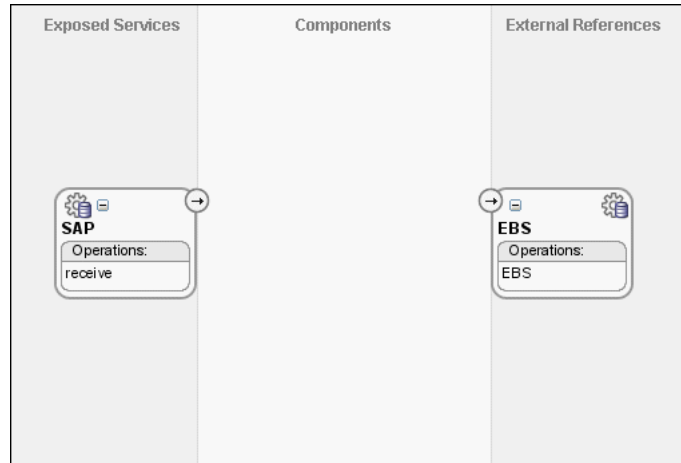 Exposed Services
Components
External References
SAP
Operations:
receive
EBS
Operations:
EBS